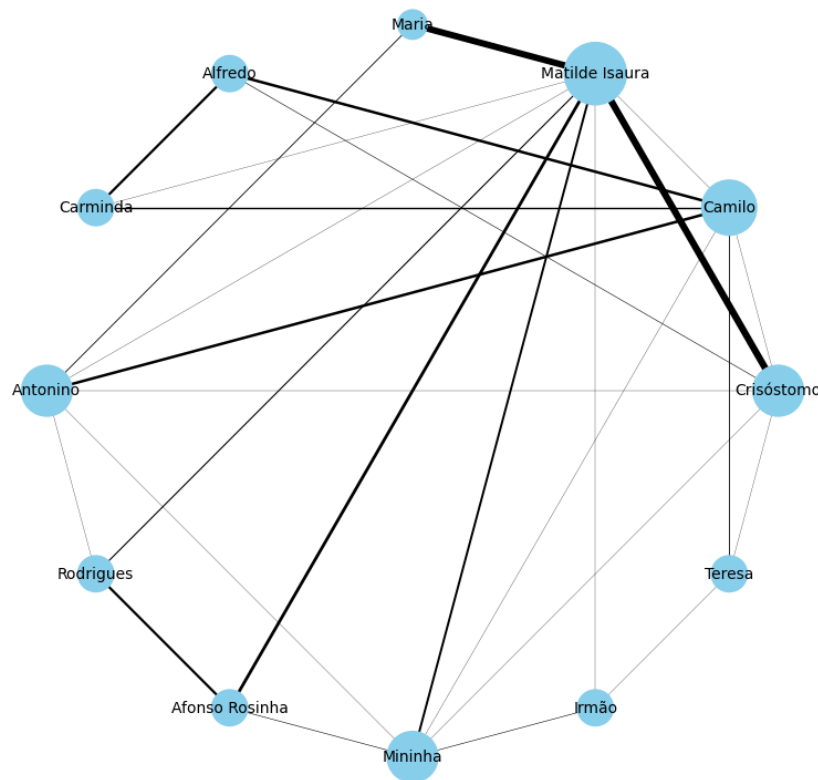 Maria
Alfredo
Matilde Isaura
Carminda
Camilo
Antonino
Crisóstomo
Rodrigues
Teresa
Afonso Rosinha
Irmão
Mininha